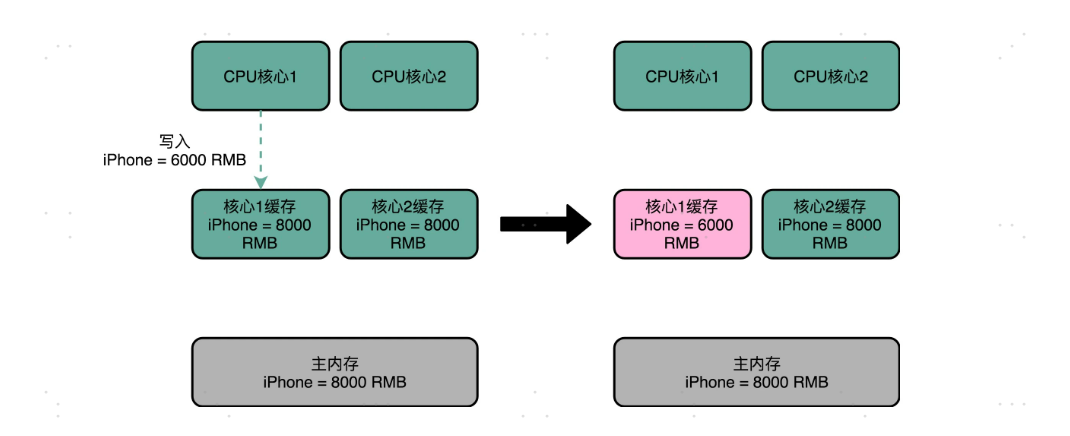 CPU核心1
CPU核心2
CPU核心1
CPU核心2
写入
iPhone = 6000 RMB
核心1缓存
iPhone = 8000
RMB
核心2缓存
iPhone = 8000
RMB
核心1缓存
iPhone = 6000
RMB
核心2缓存
iPhone = 8000
RMB
主内存
iPhone = 8000 RMB
主内存
iPhone = 8000 RMB